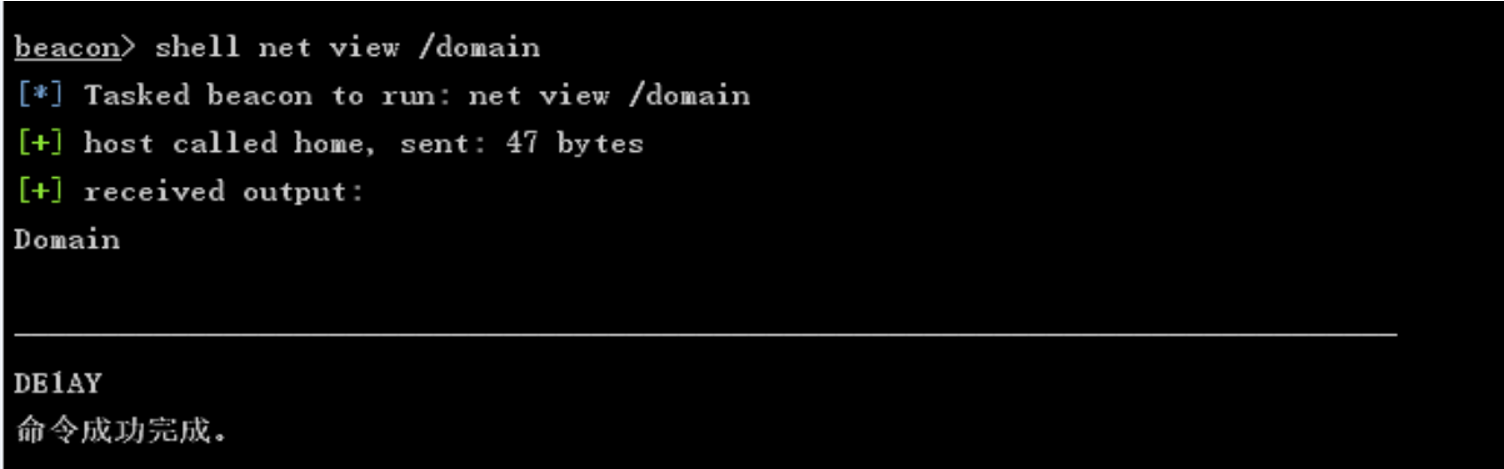 beacon> shell net view /domain
[*] Tasked beacon to run: net view /domain
[+] host called home, sent: 47 bytes
[+] received output:
Domain
DE1AY
命令成功完成。